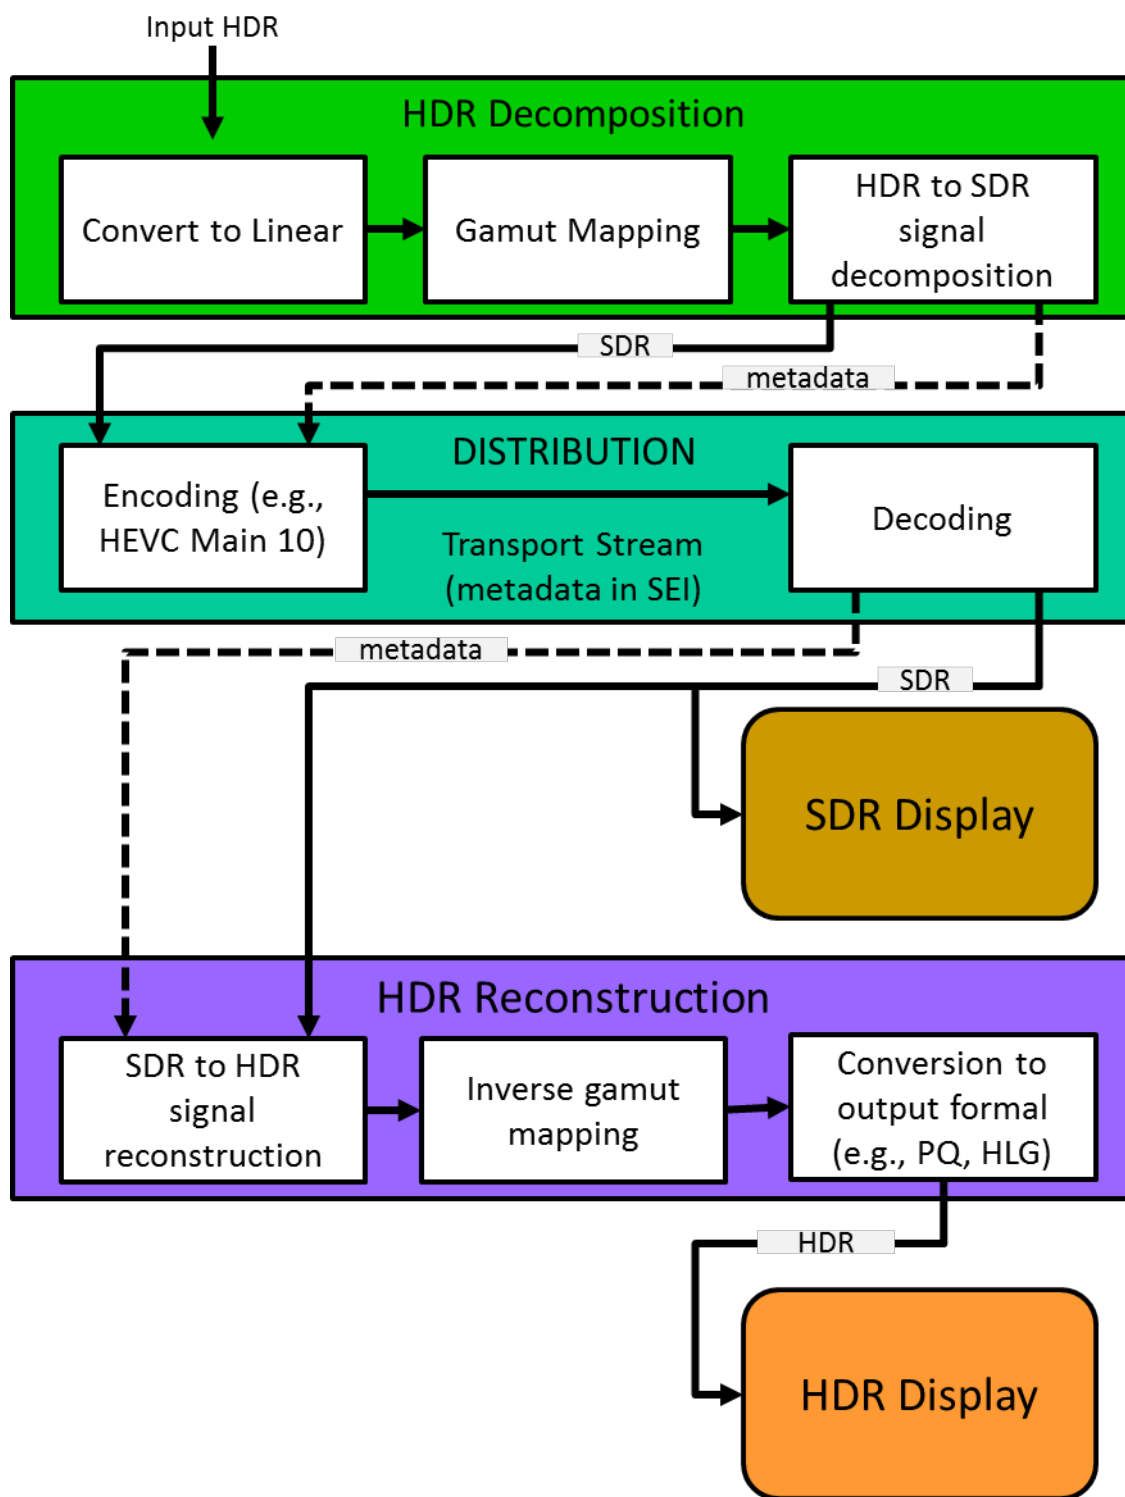 Input HDR
HDR Decomposition
Convert to Linear
Gamut Mapping
HDR to SDR
signal
decomposition
SDR
metadata
DISTRIBUTION
Encoding (e.g.,
HEVC Main 10)
Transport Stream
(metadata in SEI)
Decoding
metadata
SDR
SDR Display
HDR Reconstruction
SDR to HDR
signal
reconstruction
Inverse gamut
mapping
Conversion to
output formal
(e.g., PQ, HLG)
HDR
HDR Display